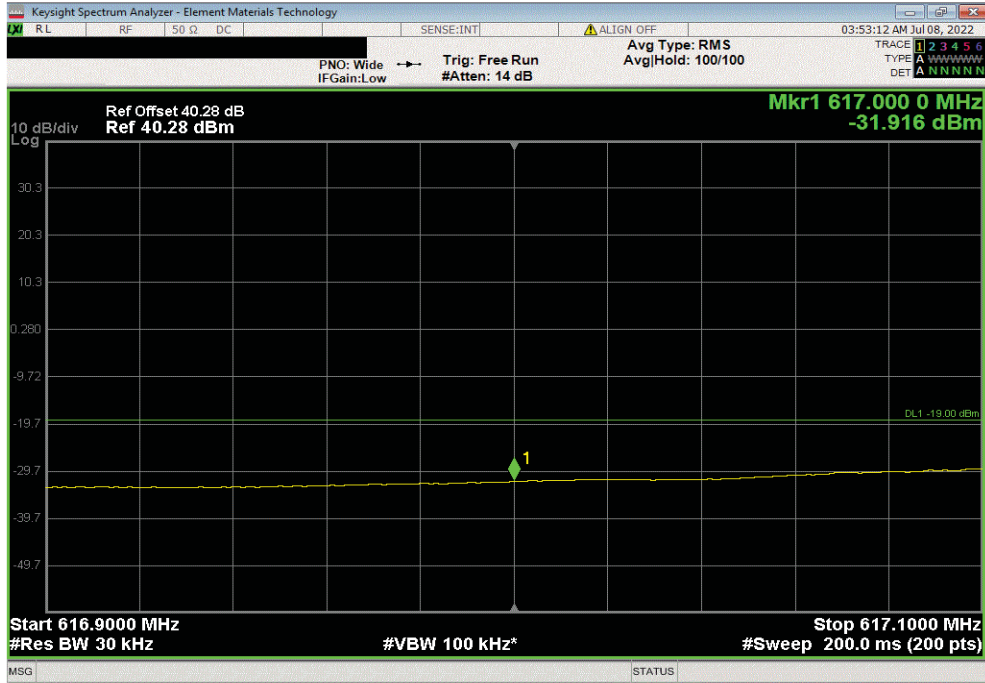 Keysight Spectrum Analyzer - Element Materials Technology
LXI RL RF 50 Ω DC SENSE:INT ALIGN OFF 03:53:12 AM Jul 08, 2022
PNO: Wide
IFGain:Low
Trig: Free Run
#Atten: 14 dB
Avg Type: RMS
Avg|Hold: 100/100
TRACE 1 2 3 4 5 6
TYPE A WWWWW
DET A N N N N N
Mkr1 617.000 0 MHz
-31.916 dBm
Ref Offset 40.28 dB
10 dB/div Ref 40.28 dBm
Log
30.3
20.3
10.3
0.280
-9.72
DL1 -19.00 dBm
-19.7
1
-29.7
-39.7
-49.7
Start 616.9000 MHz Stop 617.1000 MHz
#Res BW 30 kHz #VBW 100 kHz* #Sweep 200.0 ms (200 pts)
MSG STATUS